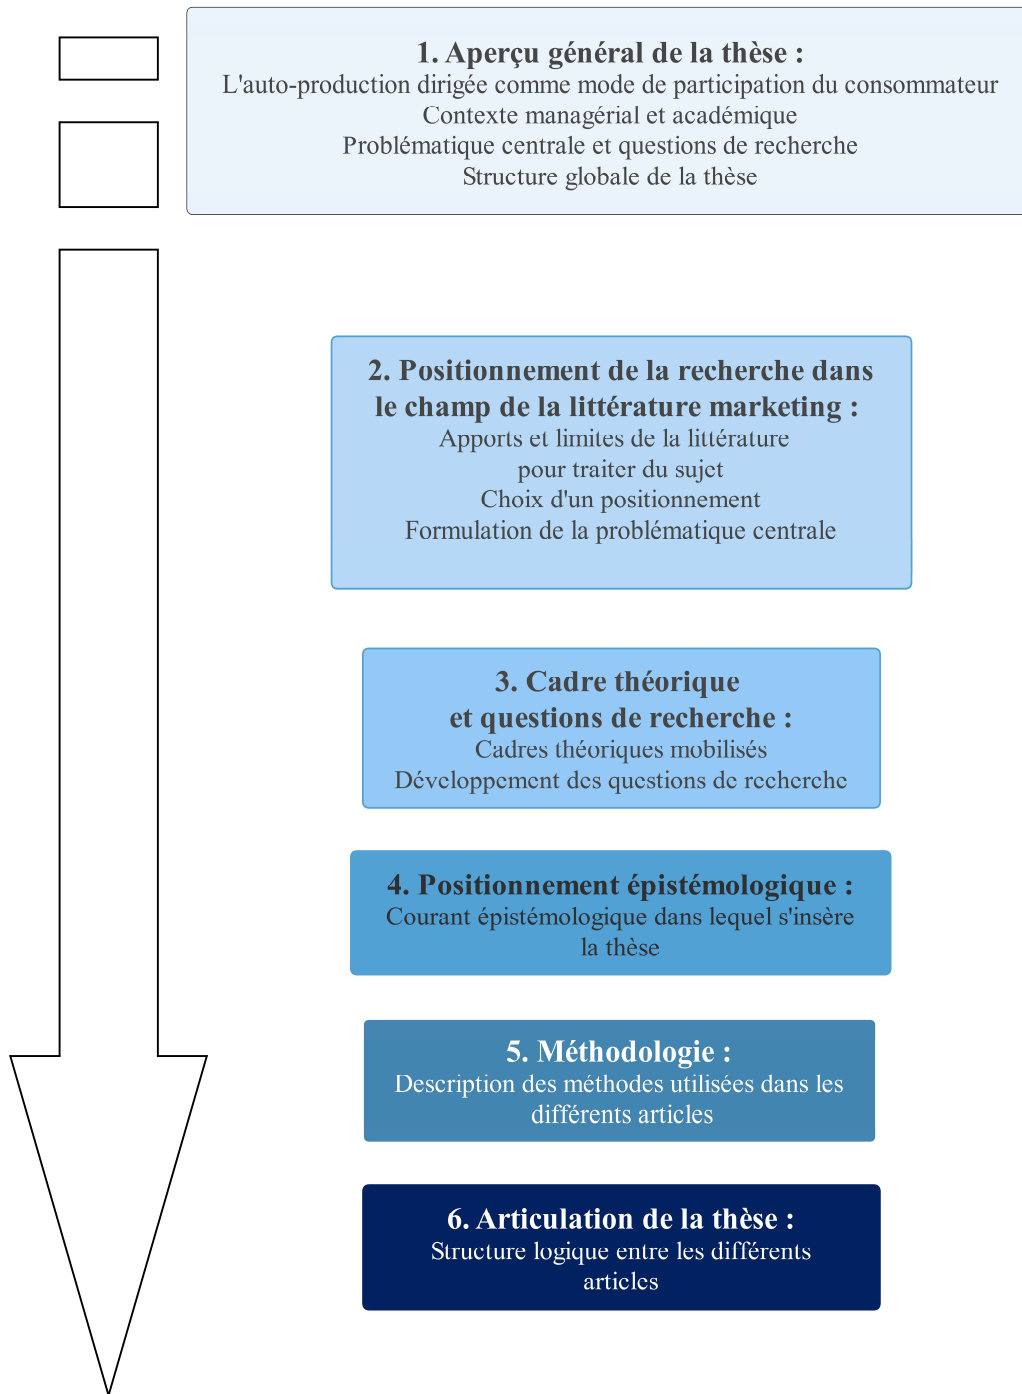 1. Aperçu général de la thèse :
L'auto-production dirigée comme mode de participation du consommateur
Contexte managérial et académique
Problématique centrale et questions de recherche
Structure globale de la thèse
2. Positionnement de la recherche dans
le champ de la littérature marketing :
Apports et limites de la littérature
pour traiter du sujet
Choix d'un positionnement
Formulation de la problématique centrale
3. Cadre théorique
et questions de recherche :
Cadres théoriques mobilisés
Développement des questions de recherche
4. Positionnement épistémologique :
Courant épistémologique dans lequel s'insère
la thèse
5. Méthodologie :
Description des méthodes utilisées dans les
différents articles
6. Articulation de la thèse :
Structure logique entre les différents
articles